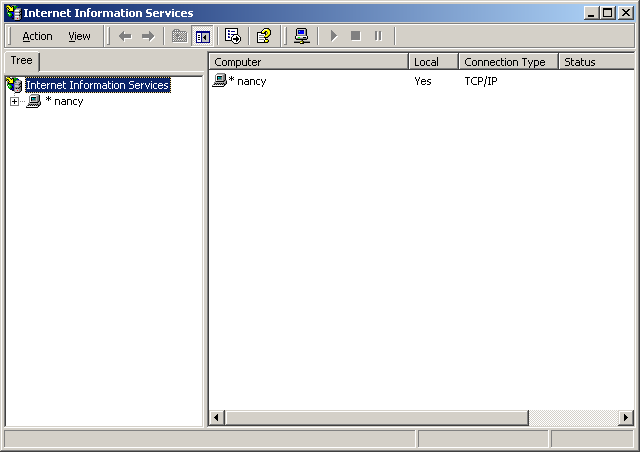 Internet Information Services
Action View
Tree
Internet Information Services
* nancy
Computer Local Connection Type Status
* nancy Yes TCP/IP